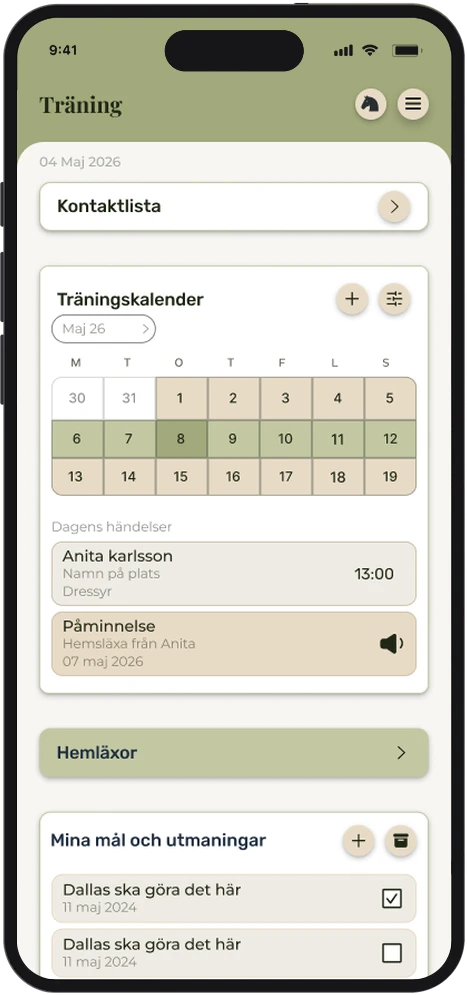 9:41
Träning
04 Maj 2026
Kontaktlista
Träningskalender
Maj 26
M T O T F L S
30 31 1 2 3 4 5
6 7 8 9 10 11 12
13 14 15 16 17 18 19
Dagens händelser
Anita karlsson
Namn på plats
Dressyr
13:00
Påminnelse
Hemsläxa från Anita
07 maj 2026
Hemläxor
Mina mål och utmaningar
Dallas ska göra det här
11 maj 2024
Dallas ska göra det här
11 maj 2024